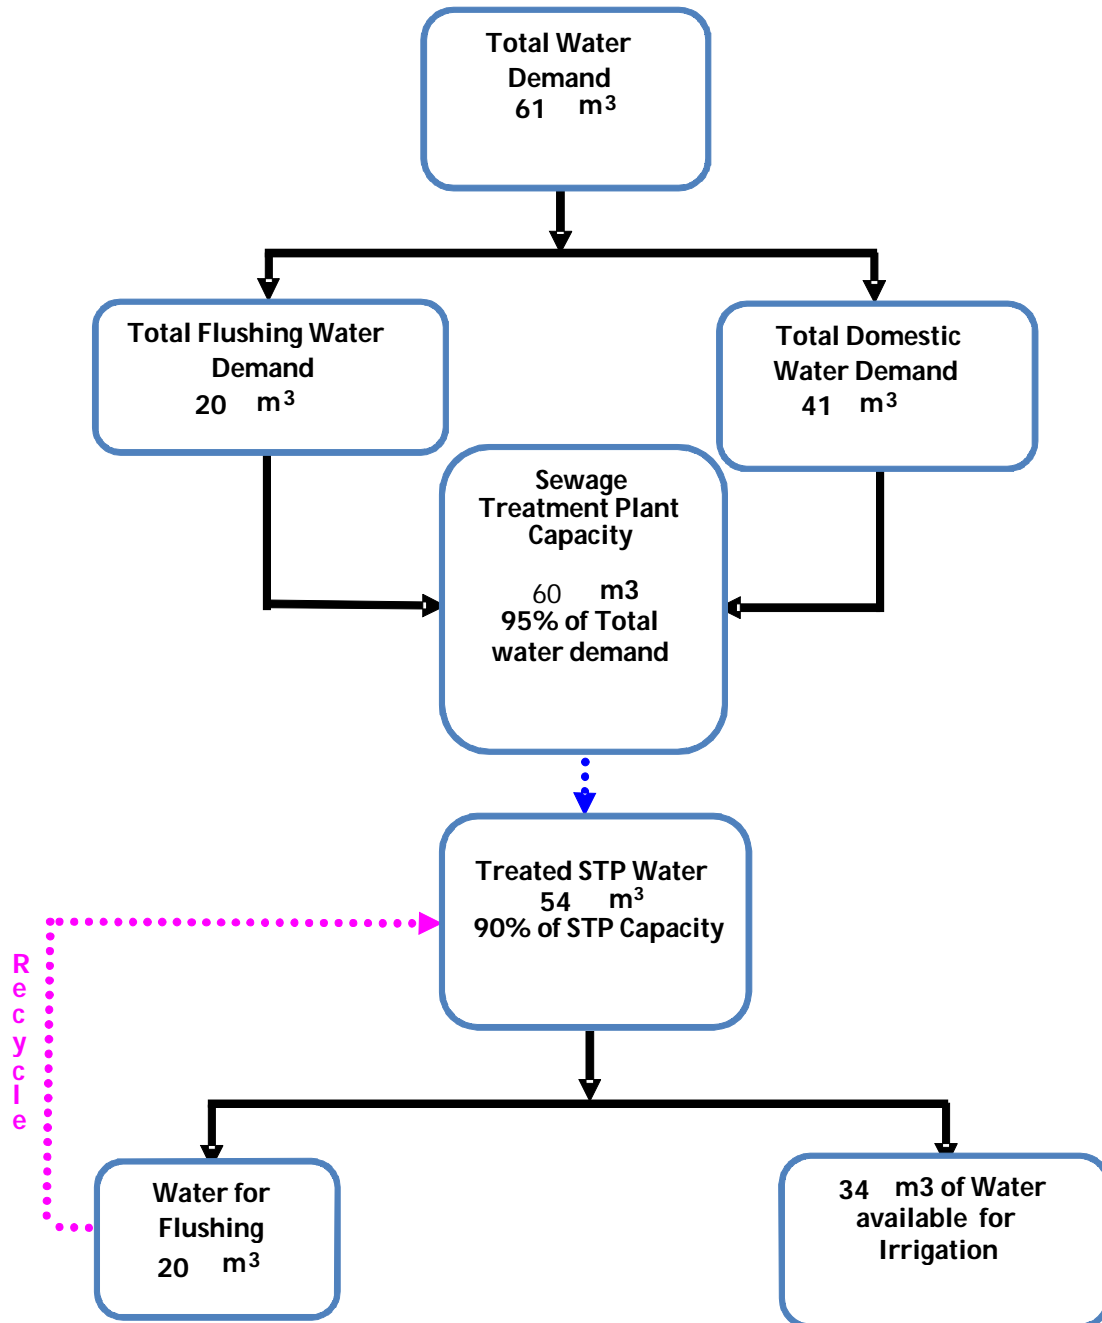 Total Water
Demand
61 m³
Total Flushing Water
Demand
20 m³
Total Domestic
Water Demand
41 m³
Sewage
Treatment Plant
Capacity
60 m3
95% of Total
water demand
Treated STP Water
54 m³
90% of STP Capacity
Recycle
Water for
Flushing
20 m³
34 m3 of Water
available for
Irrigation